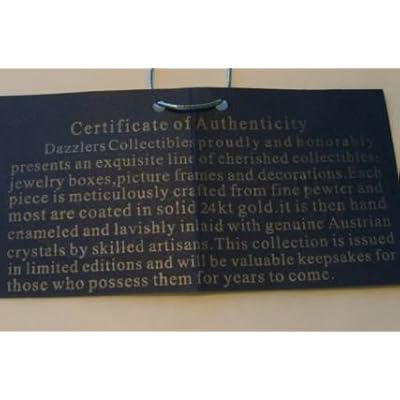 Certificate of Authenticity
Dazzlers Collectibles proudly and honorably
presents an exquisite line of cherished collectibles:
jewelry boxes,picture frames and decorations.Each
piece is meticulously crafted from fine pewter and
most are coated in solid 24kt gold.it is then hand
enameled and lavishly inlaid with genuine Austrian
crystals by skilled artisans.This collection is issued
in limited editions and will be valuable keepsakes for
those who possess them for years to come.